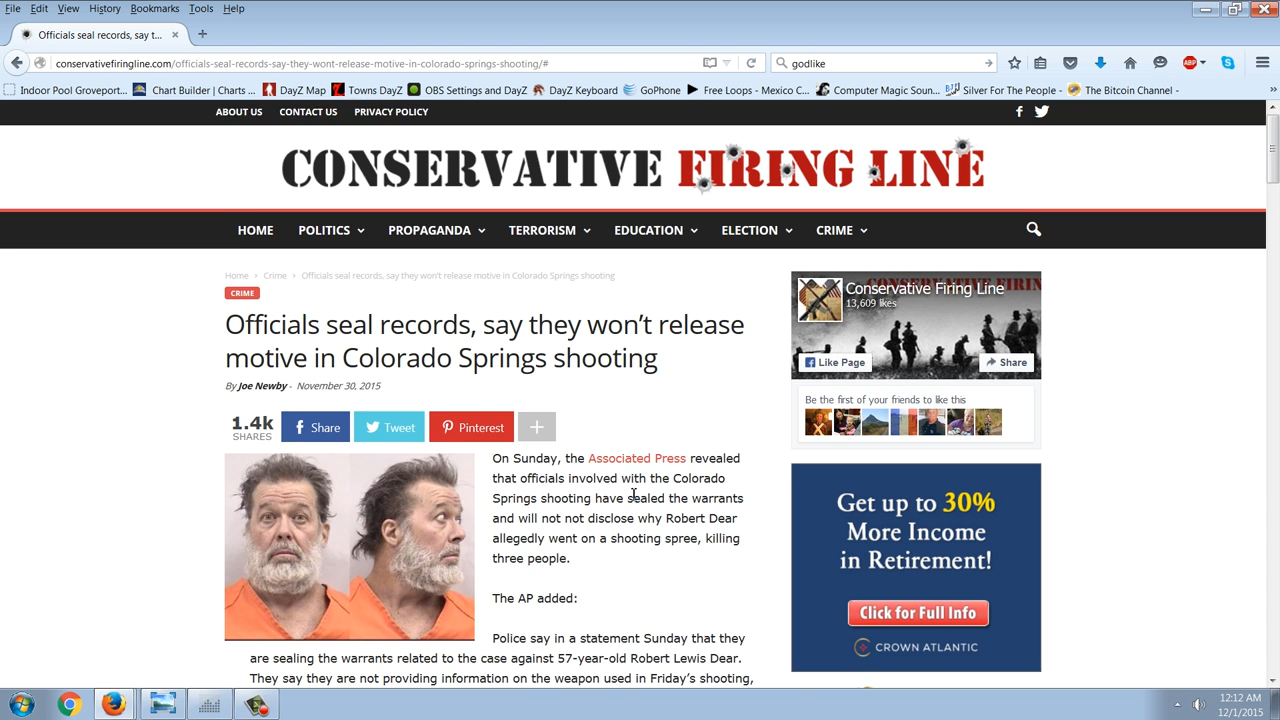 File Edit View History Bookmarks Tools Help
Officials seal records, say t...
conservativefiringline.com/officials-seal-records-say-they-wont-release-motive-in-colorado-springs-shooting/#
godlike
Indoor Pool Groveport... Chart Builder | Charts ... DayZ Map Towns DayZ OBS Settings and DayZ DayZ Keyboard GoPhone Free Loops - Mexico C... Computer Magic Soun... Silver For The People - The Bitcoin Channel -
ABOUT US CONTACT US PRIVACY POLICY
CONSERVATIVE FIRING LINE
HOME POLITICS PROPAGANDA TERRORISM EDUCATION ELECTION CRIME
Home Crime Officials seal records, say they won't release motive in Colorado Springs shooting
CRIME
Officials seal records, say they won't release
motive in Colorado Springs shooting
By Joe Newby - November 30, 2015
1.4k
SHARES
Share Tweet Pinterest
On Sunday, the Associated Press revealed
that officials involved with the Colorado
Springs shooting have sealed the warrants
and will not not disclose why Robert Dear
allegedly went on a shooting spree, killing
three people.
The AP added:
Police say in a statement Sunday that they
are sealing the warrants related to the case against 57-year-old Robert Lewis Dear.
They say they are not providing information on the weapon used in Friday's shooting,
Conservative Firing Line
13,609 likes
Like Page Share
Be the first of your friends to like this
Get up to 30%
More Income
in Retirement!
Click for Full Info
CROWN ATLANTIC
12:12 AM
12/1/2015